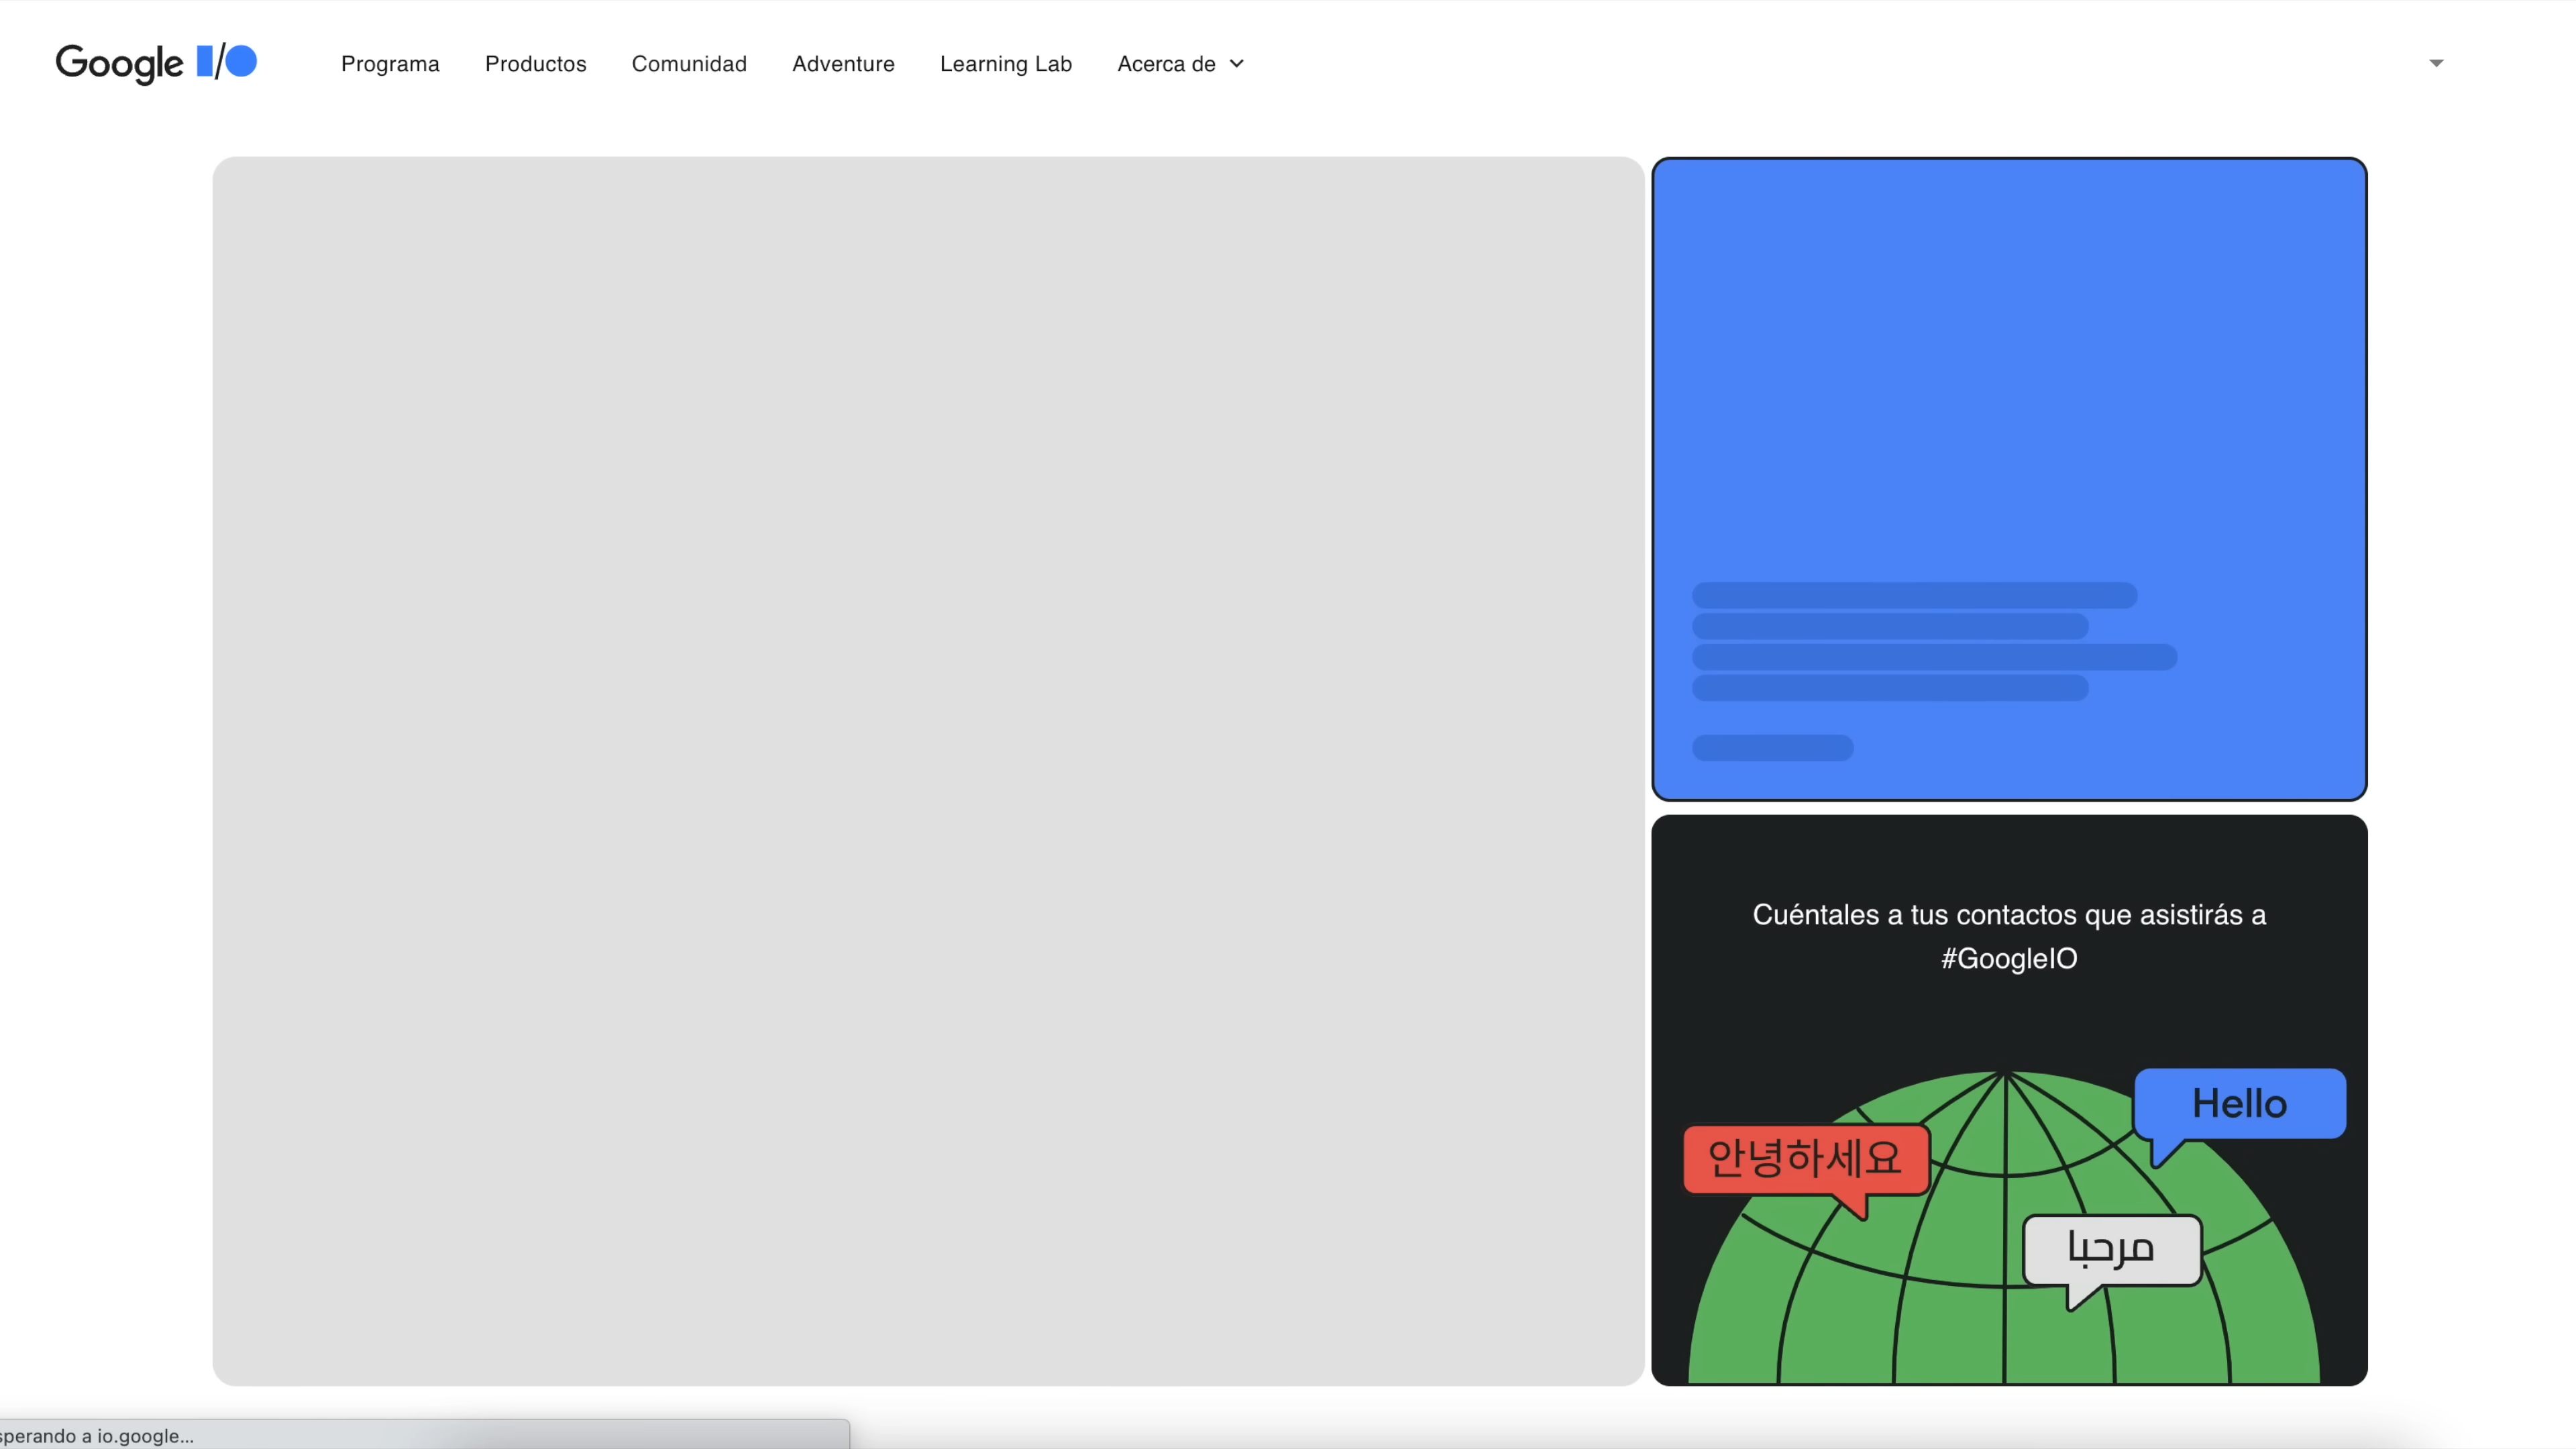 Google I/O
Programa
Productos
Comunidad
Adventure
Learning Lab
Acerca de
Cuéntales a tus contactos que asistirás a
#GoogleIO
Hello
안녕하세요
مرحبا
sperando a io.google...